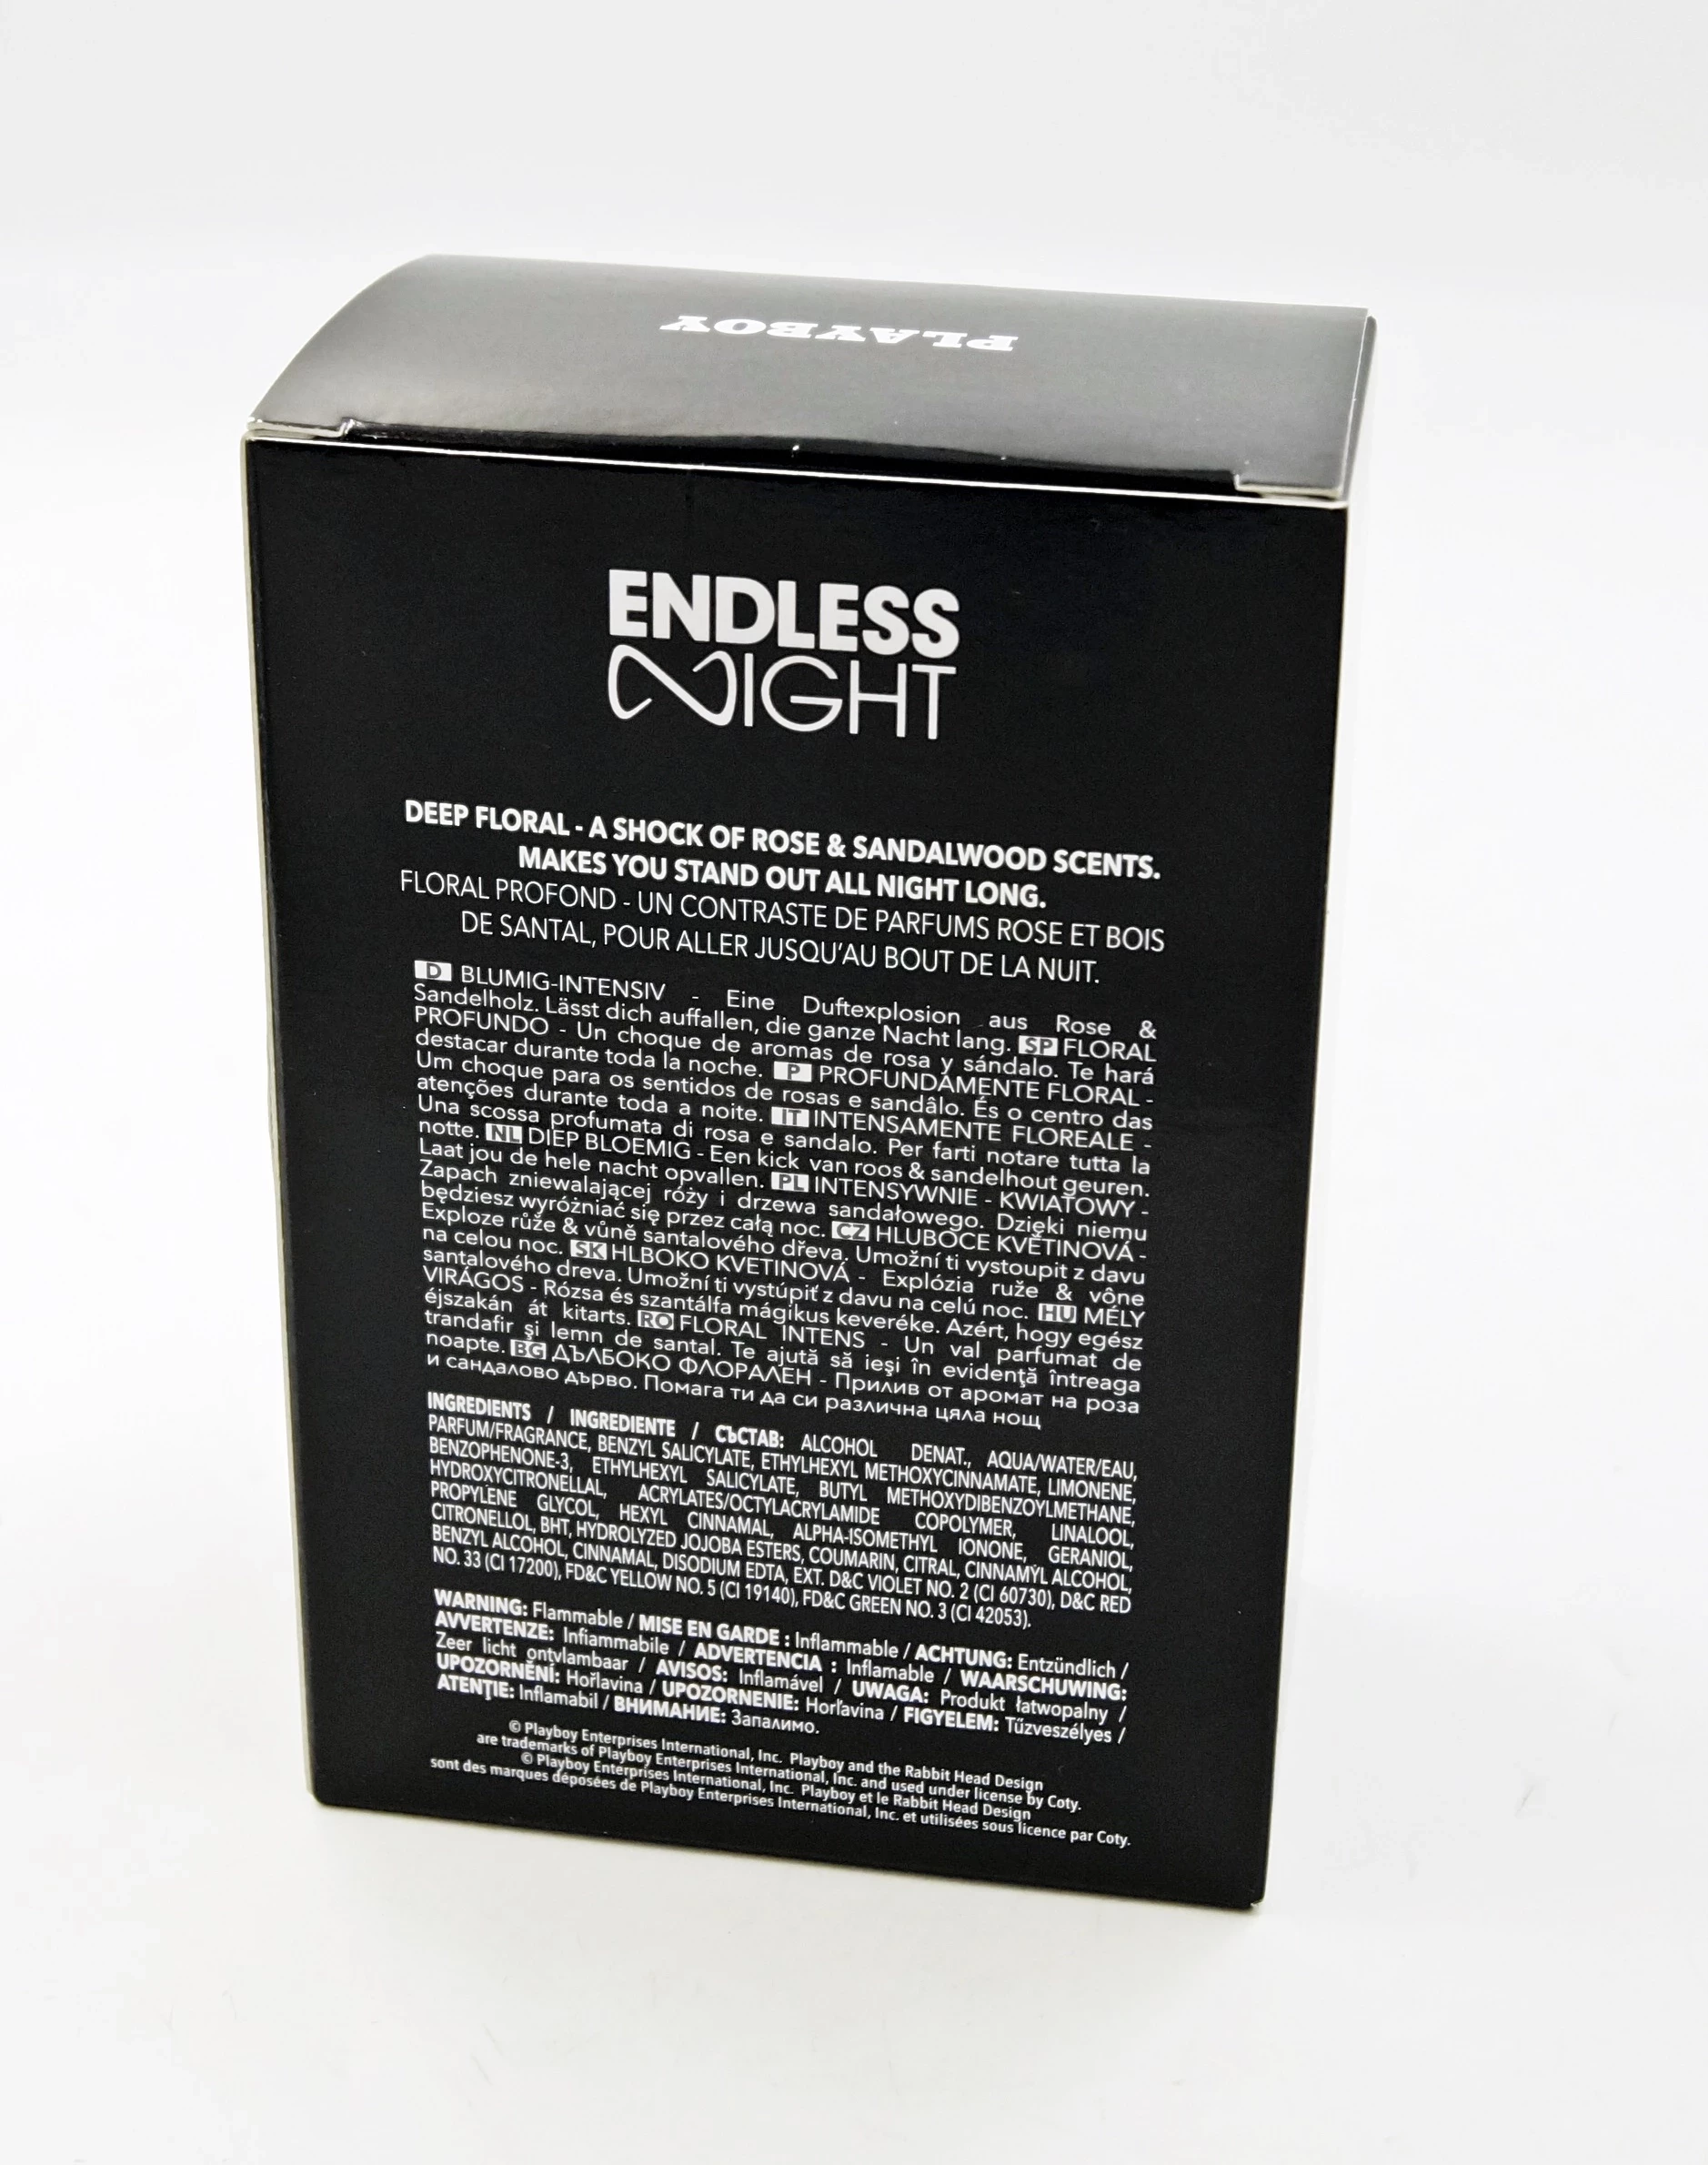 PLAYBOY
ENDLESS
NIGHT
DEEP FLORAL - A SHOCK OF ROSE & SANDALWOOD SCENTS.
MAKES YOU STAND OUT ALL NIGHT LONG.
FLORAL PROFOND - UN CONTRASTE DE PARFUMS ROSE ET BOIS
DE SANTAL, POUR ALLER JUSQU'AU BOUT DE LA NUIT.
D BLUMIG-INTENSIV - Eine Duftexplosion aus Rose &
Sandelholz. Lässt dich auffallen, die ganze Nacht lang. SP FLORAL
PROFUNDO - Un choque de aromas de rosa y sándalo. Te hará
destacar durante toda la noche. P PROFUNDAMENTE FLORAL -
Um choque para os sentidos de rosas e sandâlo. És o centro das
atenções durante toda a noite. IT INTENSAMENTE FLOREALE -
Una scossa profumata di rosa e sandalo. Per farti notare tutta la
notte. NL DIEP BLOEMIG - Een kick van roos & sandelhout geuren.
Laat jou de hele nacht opvallen. PL INTENSYWNIE - KWIATOWY -
Zapach zniewalającej róży i drzewa sandałowego. Dzięki niemu
będziesz wyróżniać się przez całą noc. CZ HLUBOCE KVĚTINOVÁ -
Exploze růže & vůně santalového dřeva. Umožní ti vystoupit z davu
na celou noc. SK HLBOKO KVETINOVÁ - Explózia ruže & vône
santalového dreva. Umožní ti vystúpiť z davu na celú noc. HU MÉLY
VIRÁGOS - Rózsa és szantálfa mágikus keveréke. Azért, hogy egész
éjszakán át kitarts. RO FLORAL INTENS - Un val parfumat de
trandafir şi lemn de santal. Te ajută să ieşi în evidenţă întreaga
noapte. BG ДЪЛБОКО ФЛОРАЛЕН - Прилив от аромат на роза
и сандалово дърво. Помага ти да си различна цяла нощ
INGREDIENTS / INGREDIENTE / СЪСТАВ: ALCOHOL DENAT., AQUA/WATER/EAU,
PARFUM/FRAGRANCE, BENZYL SALICYLATE, ETHYLHEXYL METHOXYCINNAMATE, LIMONENE,
BENZOPHENONE-3, ETHYLHEXYL SALICYLATE, BUTYL METHOXYDIBENZOYLMETHANE,
HYDROXYCITRONELLAL, ACRYLATES/OCTYLACRYLAMIDE COPOLYMER, LINALOOL,
PROPYLENE GLYCOL, HEXYL CINNAMAL, ALPHA-ISOMETHYL IONONE, GERANIOL,
CITRONELLOL, BHT, HYDROLYZED JOJOBA ESTERS, COUMARIN, CITRAL, CINNAMYL ALCOHOL,
BENZYL ALCOHOL, CINNAMAL, DISODIUM EDTA, EXT. D&C VIOLET NO. 2 (CI 60730), D&C RED
NO. 33 (CI 17200), FD&C YELLOW NO. 5 (CI 19140), FD&C GREEN NO. 3 (CI 42053).
WARNING: Flammable / MISE EN GARDE : Inflammable / ACHTUNG: Entzündlich /
AVVERTENZE: Infiammabile / ADVERTENCIA : Inflamable / WAARSCHUWING:
Zeer licht ontvlambaar / AVISOS: Inflamável / UWAGA: Produkt łatwopalny /
UPOZORNĚNÍ: Hořlavina / UPOZORNENIE: Horľavina / FIGYELEM: Tűzveszélyes /
ATENŢIE: Inflamabil / ВНИМАНИЕ: Запалимо.
© Playboy Enterprises International, Inc. Playboy and the Rabbit Head Design
are trademarks of Playboy Enterprises International, Inc. and used under license by Coty.
© Playboy Enterprises International, Inc. Playboy et le Rabbit Head Design
sont des marques déposées de Playboy Enterprises International, Inc. et utilisées sous licence par Coty.